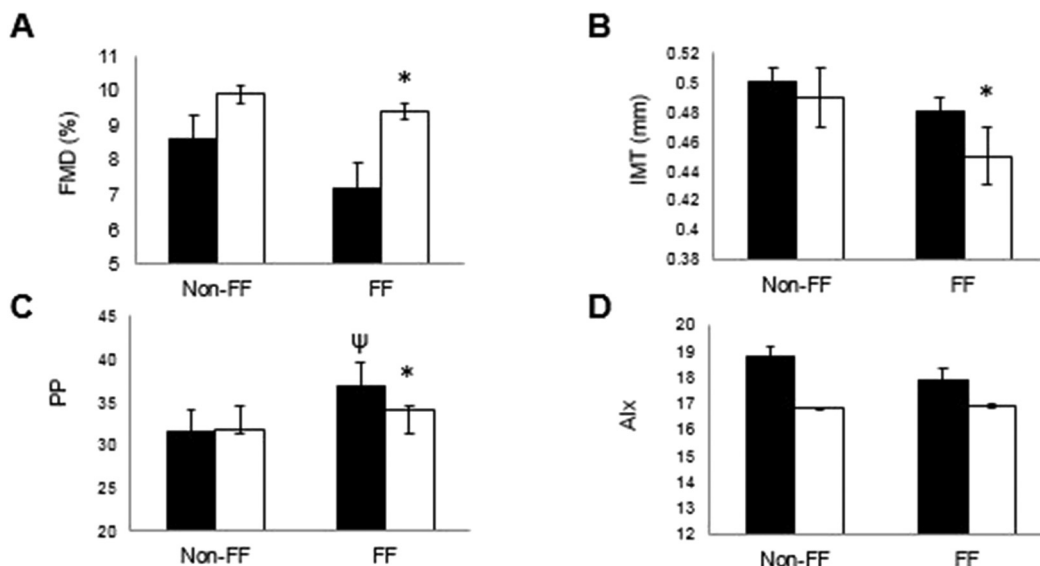 A
FMD (%)
11
10
9
8
7
6
5
*
Non-FF FF
B
IMT (mm)
0.52
0.5
0.48
0.46
0.44
0.42
0.4
0.38
*
Non-FF FF
C
PP
45
40
35
30
25
20
ψ
*
Non-FF FF
D
AIx
20
19
18
17
16
15
14
13
12
Non-FF FF